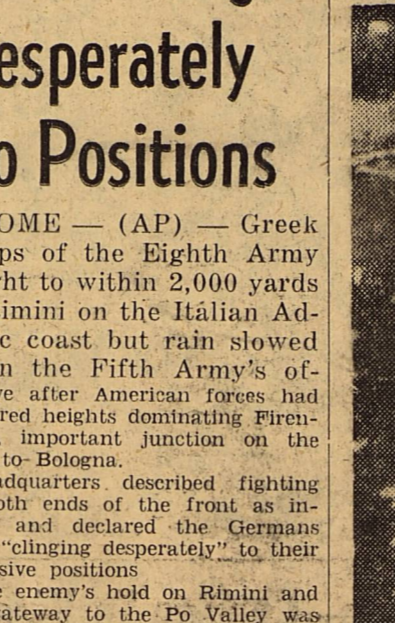 esperately
o Positions
OME — (AP) — Greek
ps of the Eighth Army
ht to within 2,000 yards
imini on the Italian Ad-
c coast but rain slowed
n the Fifth Army's of-
ve after American forces had
red heights dominating Firen-
, important junction on the
to- Bologna.
adquarters described fighting
oth ends of the front as in-
and declared the Germans
"clinging desperately" to their
sive positions
e enemy's hold on Rimini and
ateway to the Po Valley was